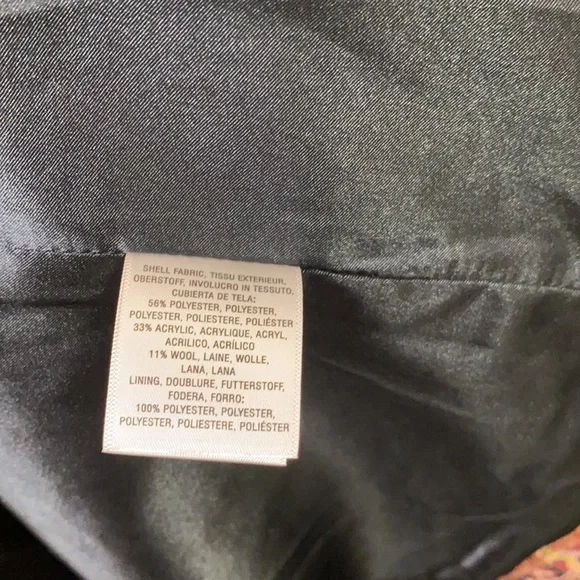 SHELL FABRIC, TISSU EXTERIEUR,
OBERSTOFF, INVOLUCRO IN TESSUTO,
CUBIERTA DE TELA:
56% POLYESTER, POLYESTER,
POLYESTER, POLIESTERE, POLIÉSTER
33% ACRYLIC, ACRYLIQUE, ACRYL,
ACRILICO, ACRÍLICO
11% WOOL, LAINE, WOLLE,
LANA, LANA
LINING, DOUBLURE, FUTTERSTOFF,
FODERA, FORRO:
100% POLYESTER, POLYESTER,
POLYESTER, POLIESTERE, POLIÉSTER